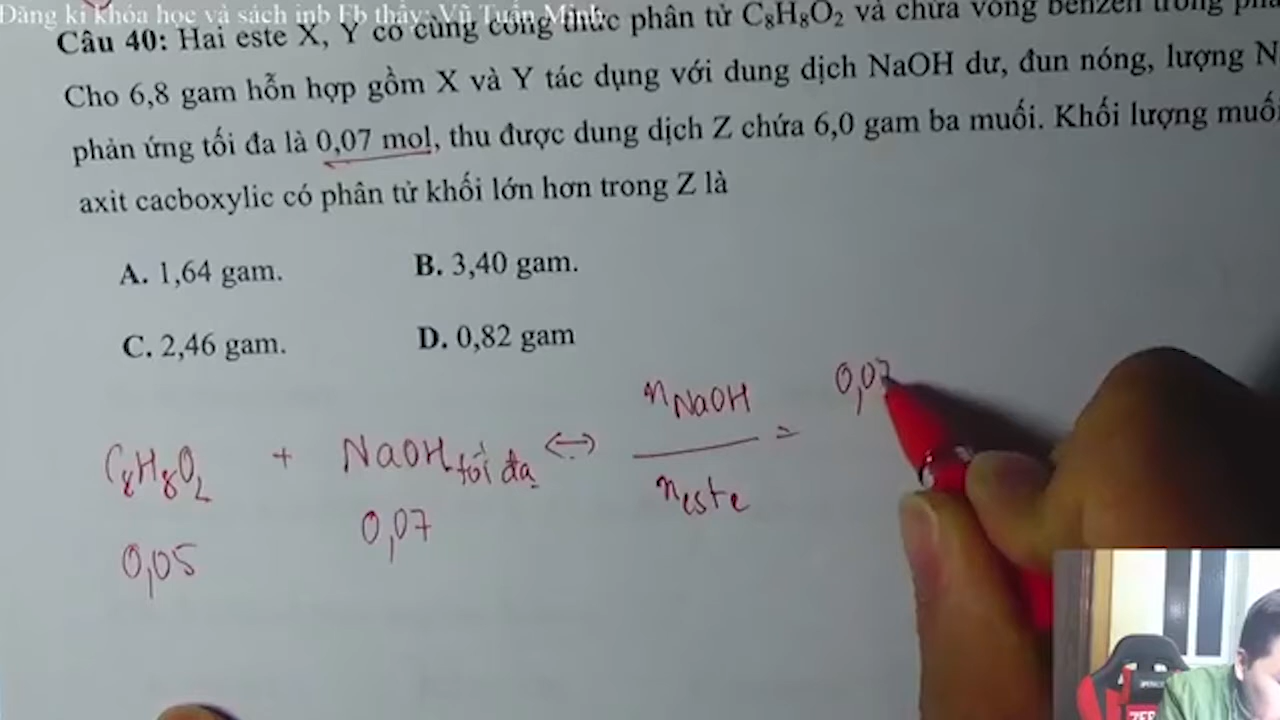 Đăng kí khóa học và sách inb Fb thầy: Vũ Tuấn Minh
Câu 40: Hai este X, Y có cùng công thức phân tử C₈H₈O₂ và chứa vòng benzen trong
Cho 6,8 gam hỗn hợp gồm X và Y tác dụng với dung dịch NaOH dư, đun nóng, lượng N
phản ứng tối đa là 0,07 mol, thu được dung dịch Z chứa 6,0 gam ba muối. Khối lượng muối
axit cacboxylic có phân tử khối lớn hơn trong Z là
A. 1,64 gam. B. 3,40 gam.
C. 2,46 gam. D. 0,82 gam
C₈H₈O₂ + NaOH tối đa ⟷ n NaOH / n este = 0,07
0,05 0,07